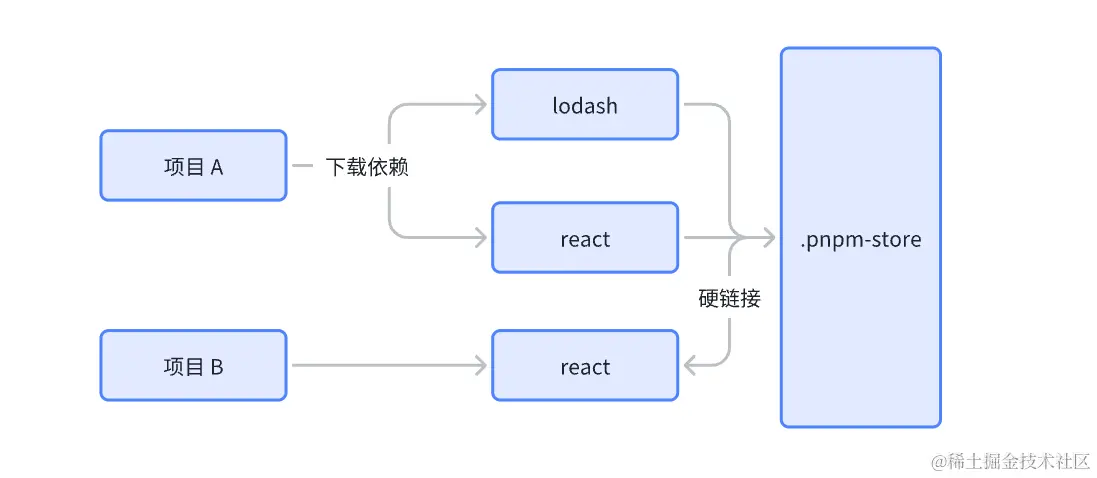 lodash
项目 A
下载依赖
react
.pnpm-store
硬链接
项目 B
react
@稀土掘金技术社区